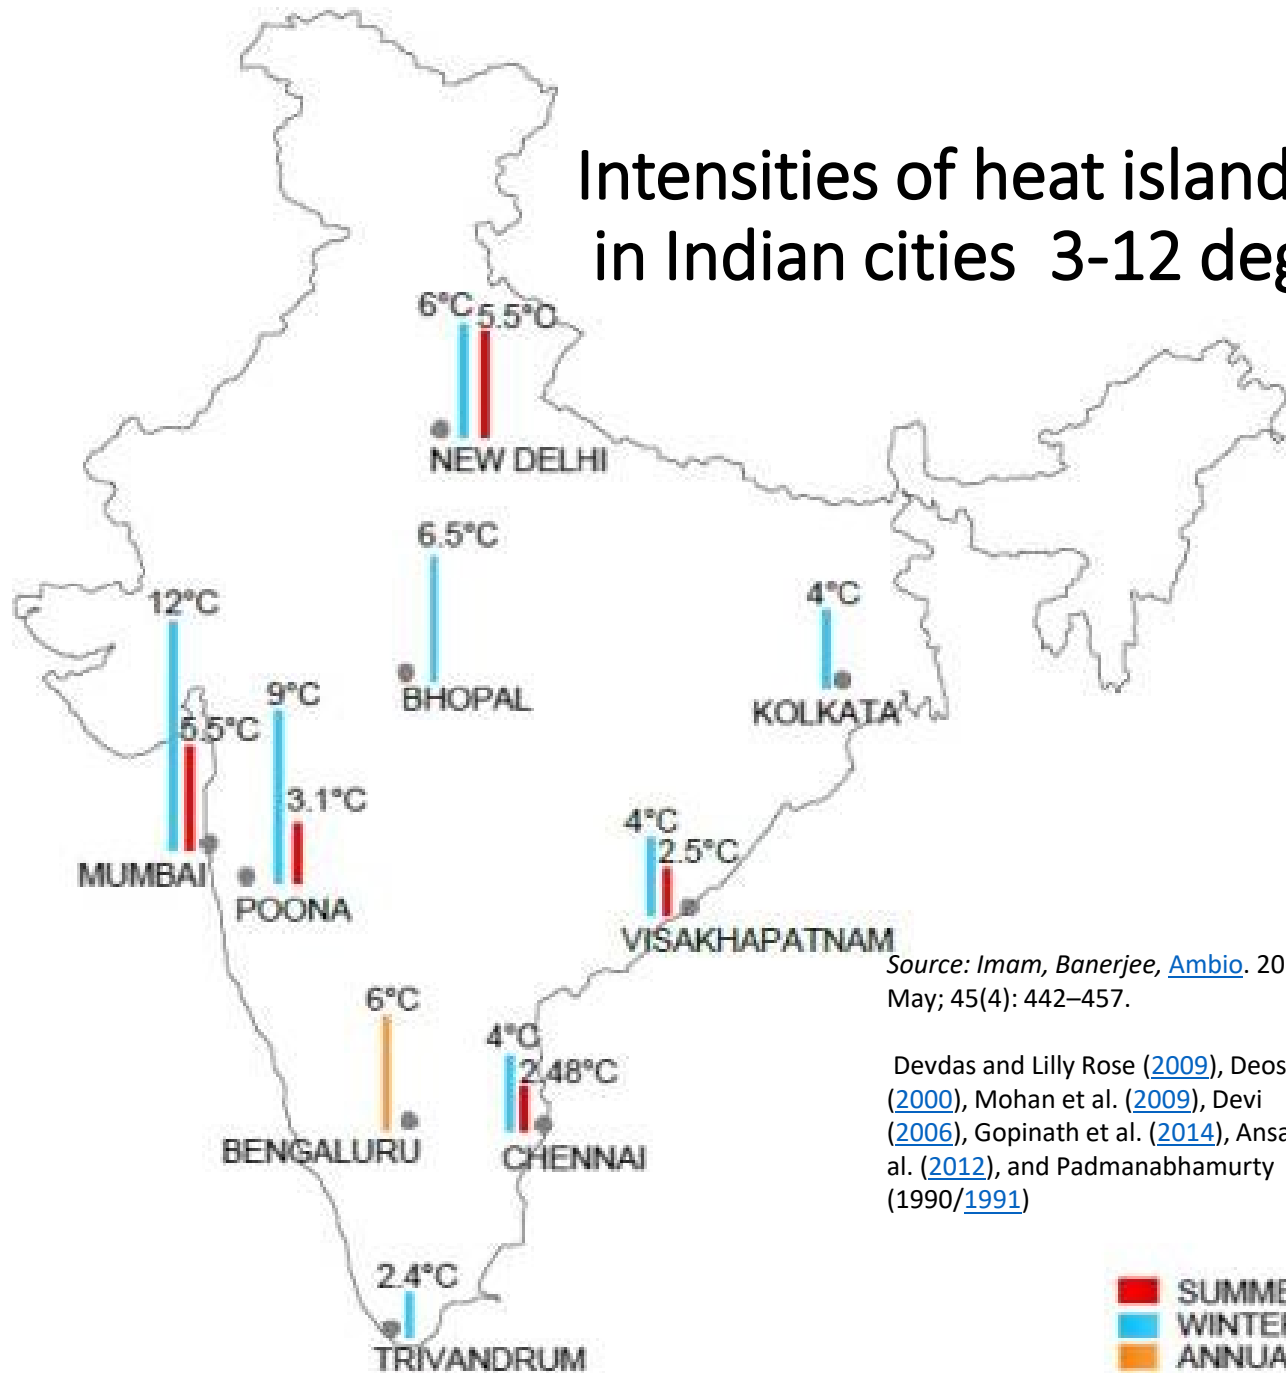 Intensities of heat island
in Indian cities 3-12 deg
6°C 5.5°C
NEW DELHI
6.5°C
BHOPAL
4°C
KOLKATA
12°C
5.5°C
MUMBAI
9°C
3.1°C
POONA
4°C
2.5°C
VISAKHAPATNAM
Source: Imam, Banerjee, Ambio. 20
May; 45(4): 442–457.
Devdas and Lilly Rose (2009), Deos
(2000), Mohan et al. (2009), Devi
(2006), Gopinath et al. (2014), Ansa
al. (2012), and Padmanabhamurty
(1990/1991)
6°C
BENGALURU
4°C
2.48°C
CHENNAI
2.4°C
TRIVANDRUM
SUMME
WINTER
ANNUA